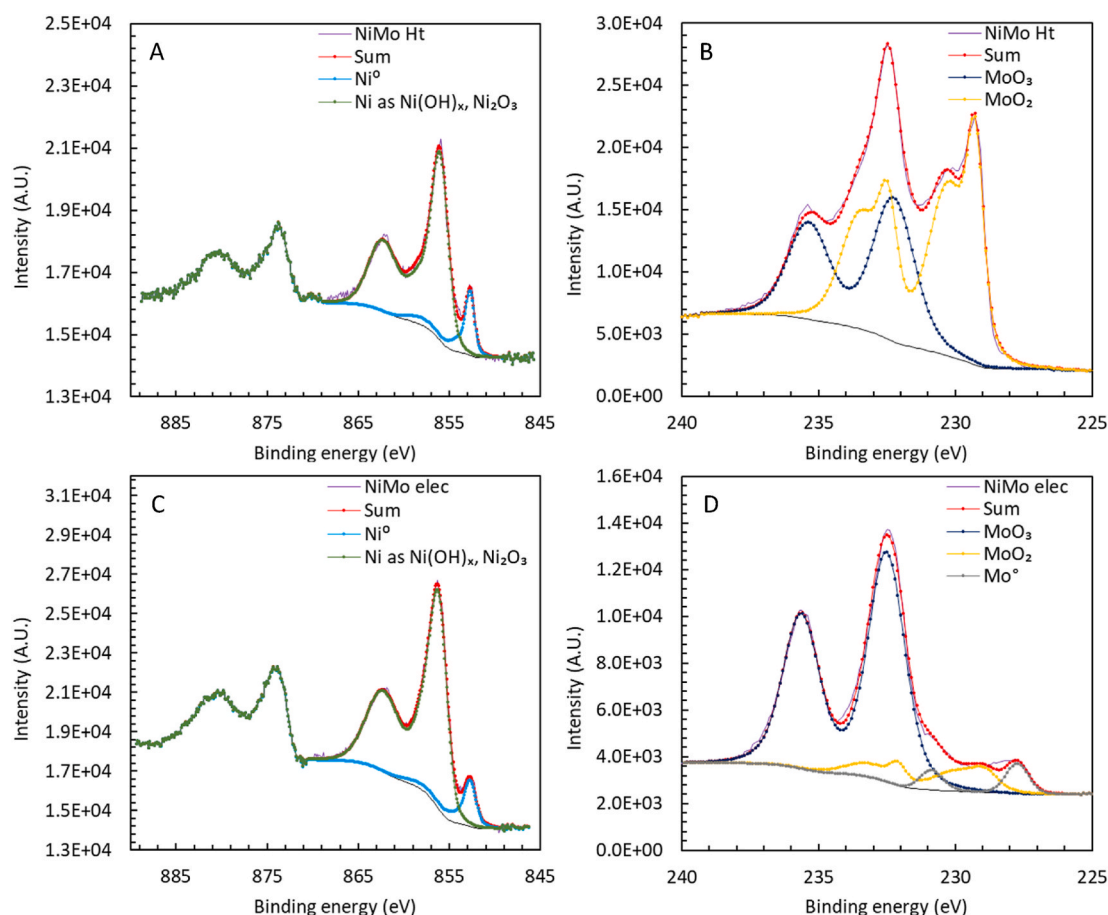 A
NiMo Ht
Sum
Ni⁰
Ni as Ni(OH)ₓ, Ni₂O₃
Intensity (A.U.)
2.5E+04
2.3E+04
2.1E+04
1.9E+04
1.7E+04
1.5E+04
1.3E+04
885 875 865 855 845
Binding energy (eV)
B
NiMo Ht
Sum
MoO₃
MoO₂
Intensity (A.U.)
3.0E+04
2.5E+04
2.0E+04
1.5E+04
1.0E+04
5.0E+03
0.0E+00
240 235 230 225
Binding energy (eV)
C
NiMo elec
Sum
Ni⁰
Ni as Ni(OH)ₓ, Ni₂O₃
Intensity (A.U.)
3.1E+04
2.9E+04
2.7E+04
2.5E+04
2.3E+04
2.1E+04
1.9E+04
1.7E+04
1.5E+04
1.3E+04
885 875 865 855 845
Binding energy (eV)
D
NiMo elec
Sum
MoO₃
MoO₂
Mo°
Intensity (A.U.)
1.6E+04
1.4E+04
1.2E+04
1.0E+04
8.0E+03
6.0E+03
4.0E+03
2.0E+03
0.0E+00
240 235 230 225
Binding energy (eV)